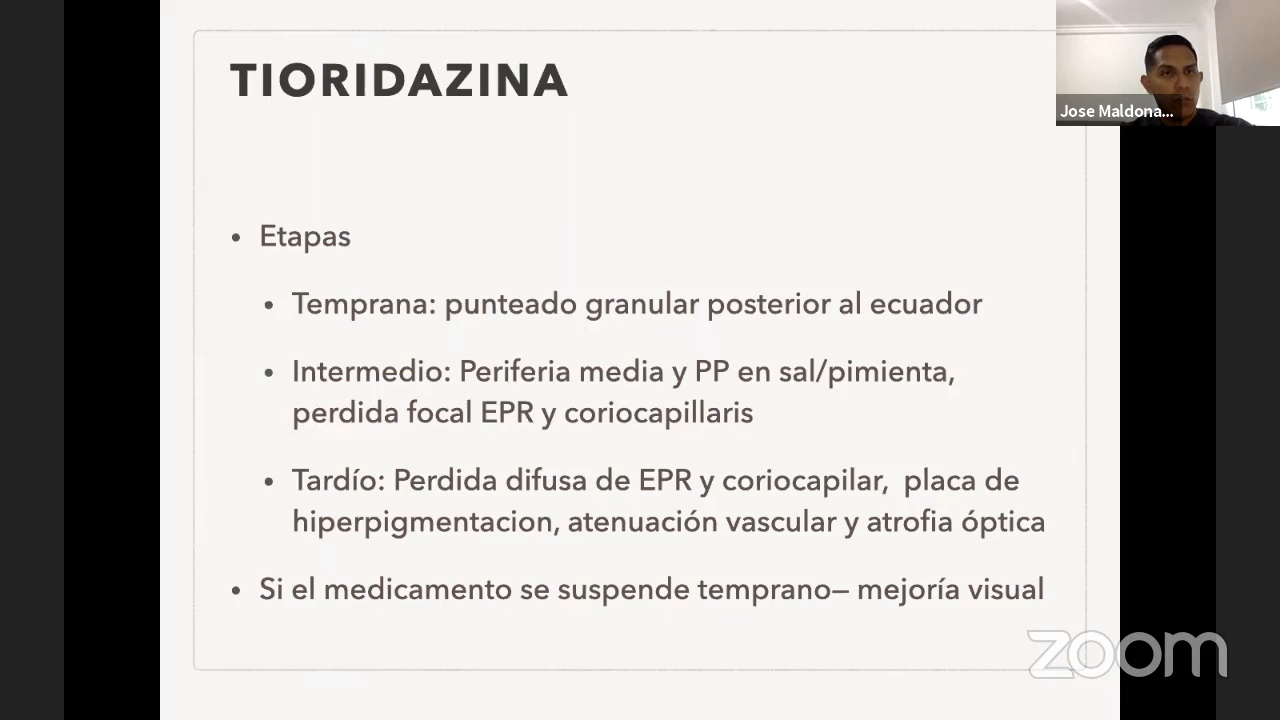 TIORIDAZINA
Jose Maldona...
• Etapas
• Temprana: punteado granular posterior al ecuador
• Intermedio: Periferia media y PP en sal/pimienta,
perdida focal EPR y coriocapillaris
• Tardío: Perdida difusa de EPR y coriocapilar, placa de
hiperpigmentacion, atenuación vascular y atrofia óptica
• Si el medicamento se suspende temprano— mejoría visual
zoom